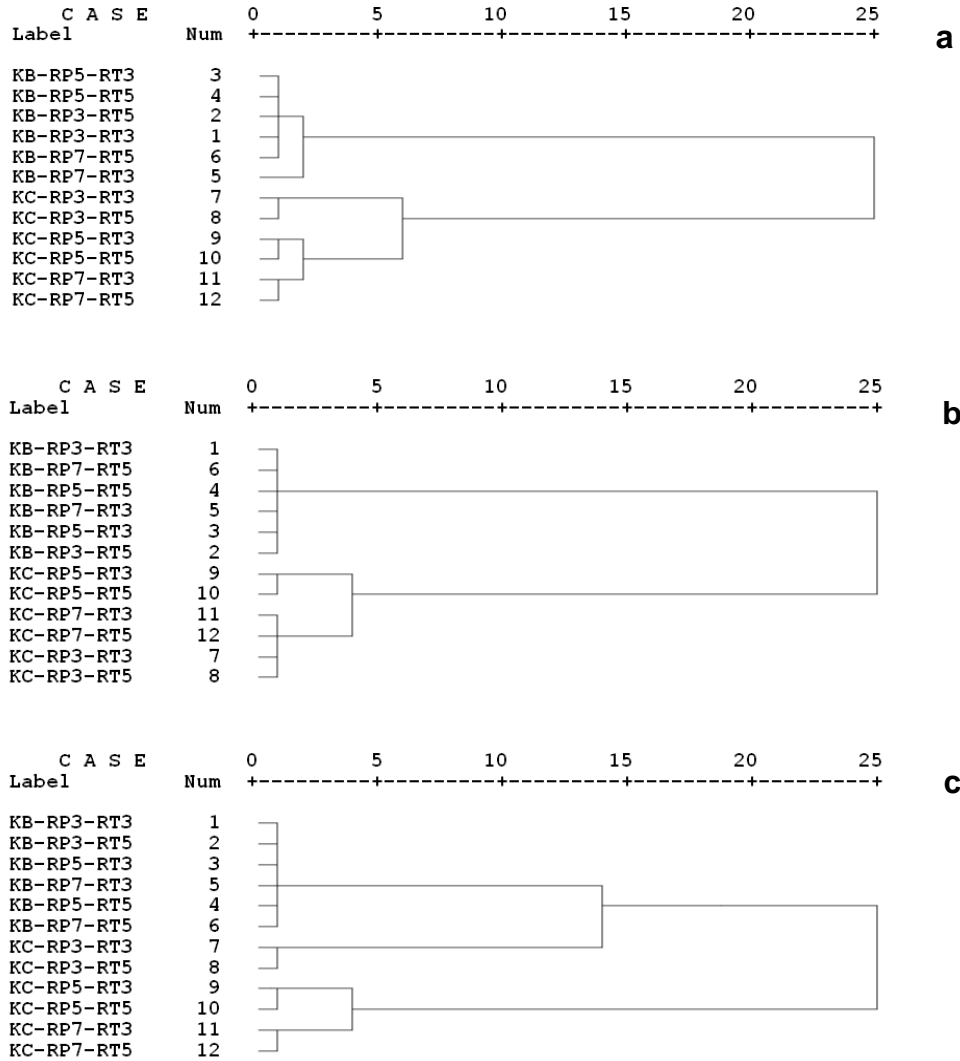 C A S E 0 5 10 15 20 25
Label Num +---------+---------+---------+---------+---------+
a
KB-RP5-RT3 3
KB-RP5-RT5 4
KB-RP3-RT5 2
KB-RP3-RT3 1
KB-RP7-RT5 6
KB-RP7-RT3 5
KC-RP3-RT3 7
KC-RP3-RT5 8
KC-RP5-RT3 9
KC-RP5-RT5 10
KC-RP7-RT3 11
KC-RP7-RT5 12
C A S E 0 5 10 15 20 25
Label Num +---------+---------+---------+---------+---------+
b
KB-RP3-RT3 1
KB-RP7-RT5 6
KB-RP5-RT5 4
KB-RP7-RT3 5
KB-RP5-RT3 3
KB-RP3-RT5 2
KC-RP5-RT3 9
KC-RP5-RT5 10
KC-RP7-RT3 11
KC-RP7-RT5 12
KC-RP3-RT3 7
KC-RP3-RT5 8
C A S E 0 5 10 15 20 25
Label Num +---------+---------+---------+---------+---------+
c
KB-RP3-RT3 1
KB-RP3-RT5 2
KB-RP5-RT3 3
KB-RP7-RT3 5
KB-RP5-RT5 4
KB-RP7-RT5 6
KC-RP3-RT3 7
KC-RP3-RT5 8
KC-RP5-RT3 9
KC-RP5-RT5 10
KC-RP7-RT3 11
KC-RP7-RT5 12